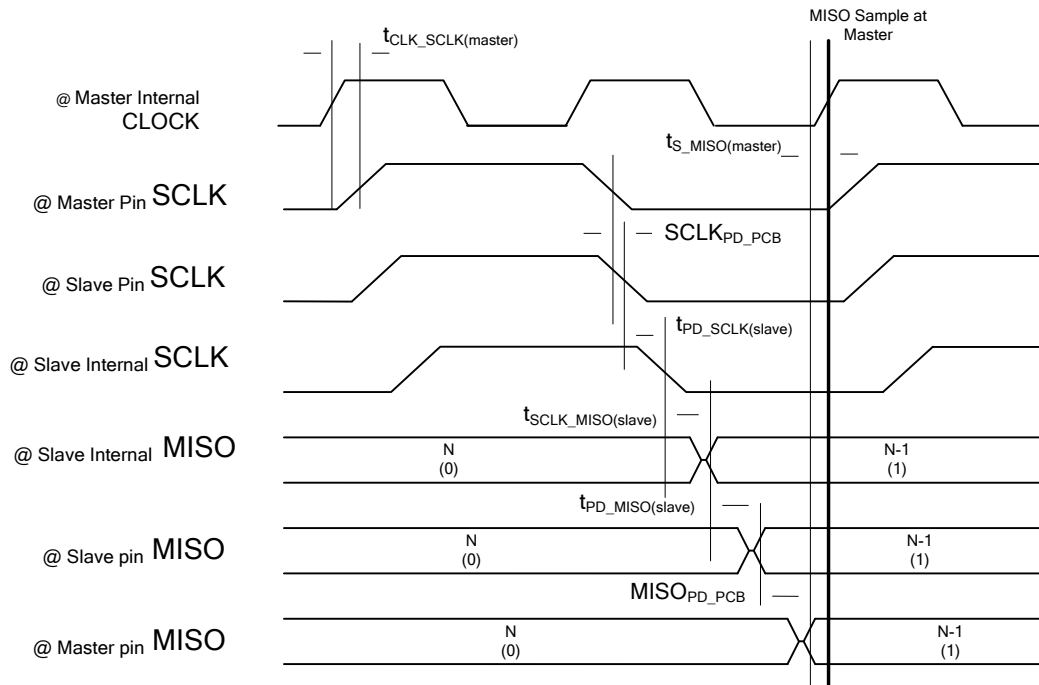 MISO Sample at
Master
tCLK_SCLK(master)
@ Master Internal
CLOCK
tS_MISO(master)
@ Master Pin SCLK
SCLKPD_PCB
@ Slave Pin SCLK
tPD_SCLK(slave)
@ Slave Internal SCLK
tSCLK_MISO(slave)
@ Slave Internal MISO
N
(0)
N-1
(1)
tPD_MISO(slave)
@ Slave pin MISO
N
(0)
N-1
(1)
MISOPD_PCB
@ Master pin MISO
N
(0)
N-1
(1)